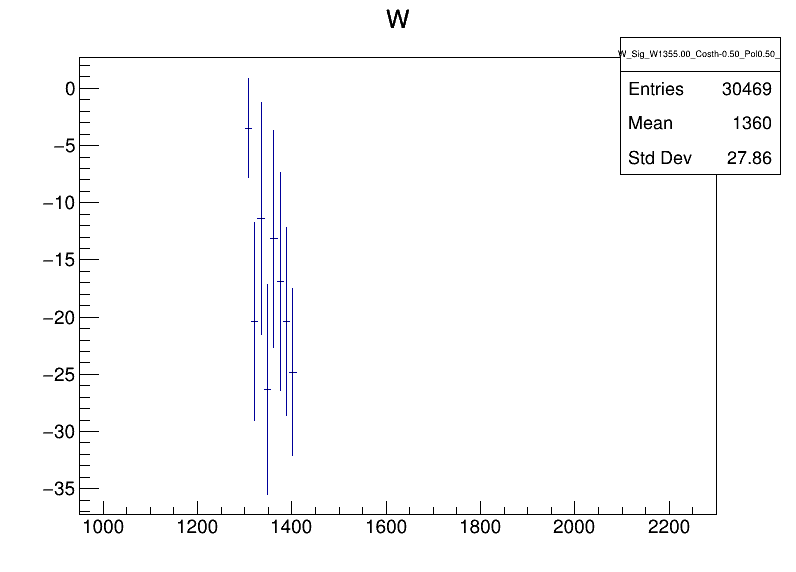 W
W_Sig_W1355.00_Costh-0.50_Pol0.50_
Entries 30469
Mean 1360
Std Dev 27.86
0
−5
−10
−15
−20
−25
−30
−35
1000 1200 1400 1600 1800 2000 2200